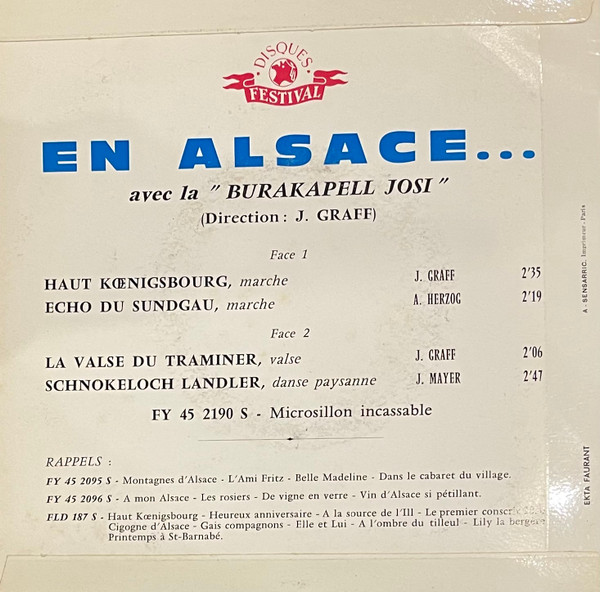 DISQUES
FESTIVAL
EN ALSACE...
avec la " BURAKAPELL JOSI "
(Direction : J. GRAFF)
Face 1
HAUT KŒNIGSBOURG, marche J. GRAFF 2'35
ECHO DU SUNDGAU, marche A. HERZOG 2'19
Face 2
LA VALSE DU TRAMINER, valse J. GRAFF 2'06
SCHNOKELOCH LANDLER, danse paysanne J. MAYER 2'47
FY 45 2190 S - Microsillon incassable
RAPPELS :
FY 45 2095 S - Montagnes d'Alsace - L'Ami Fritz - Belle Madeline - Dans le cabaret du village.
FY 45 2096 S - A mon Alsace - Les rosiers - De vigne en verre - Vin d'Alsace si pétillant.
FLD 187 S - Haut Kœnigsbourg - Heureux anniversaire - A la source de l'Ill - Le premier
Cigogne d'Alsace - Gais compagnons - Elle et Lui - A l'ombre du tilleul - Lily la bergère
Printemps à St-Barnabé.
A - SENSARRIC, Imprimeur - Paris
EKTA FAURANT